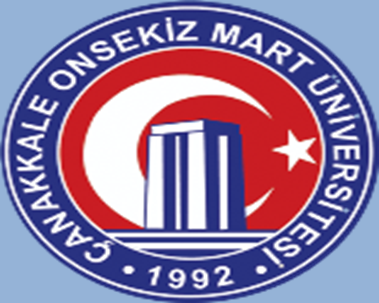 ÇANAKKALE ONSEKİZ MART ÜNİVERSİTESİ
• 1992 •